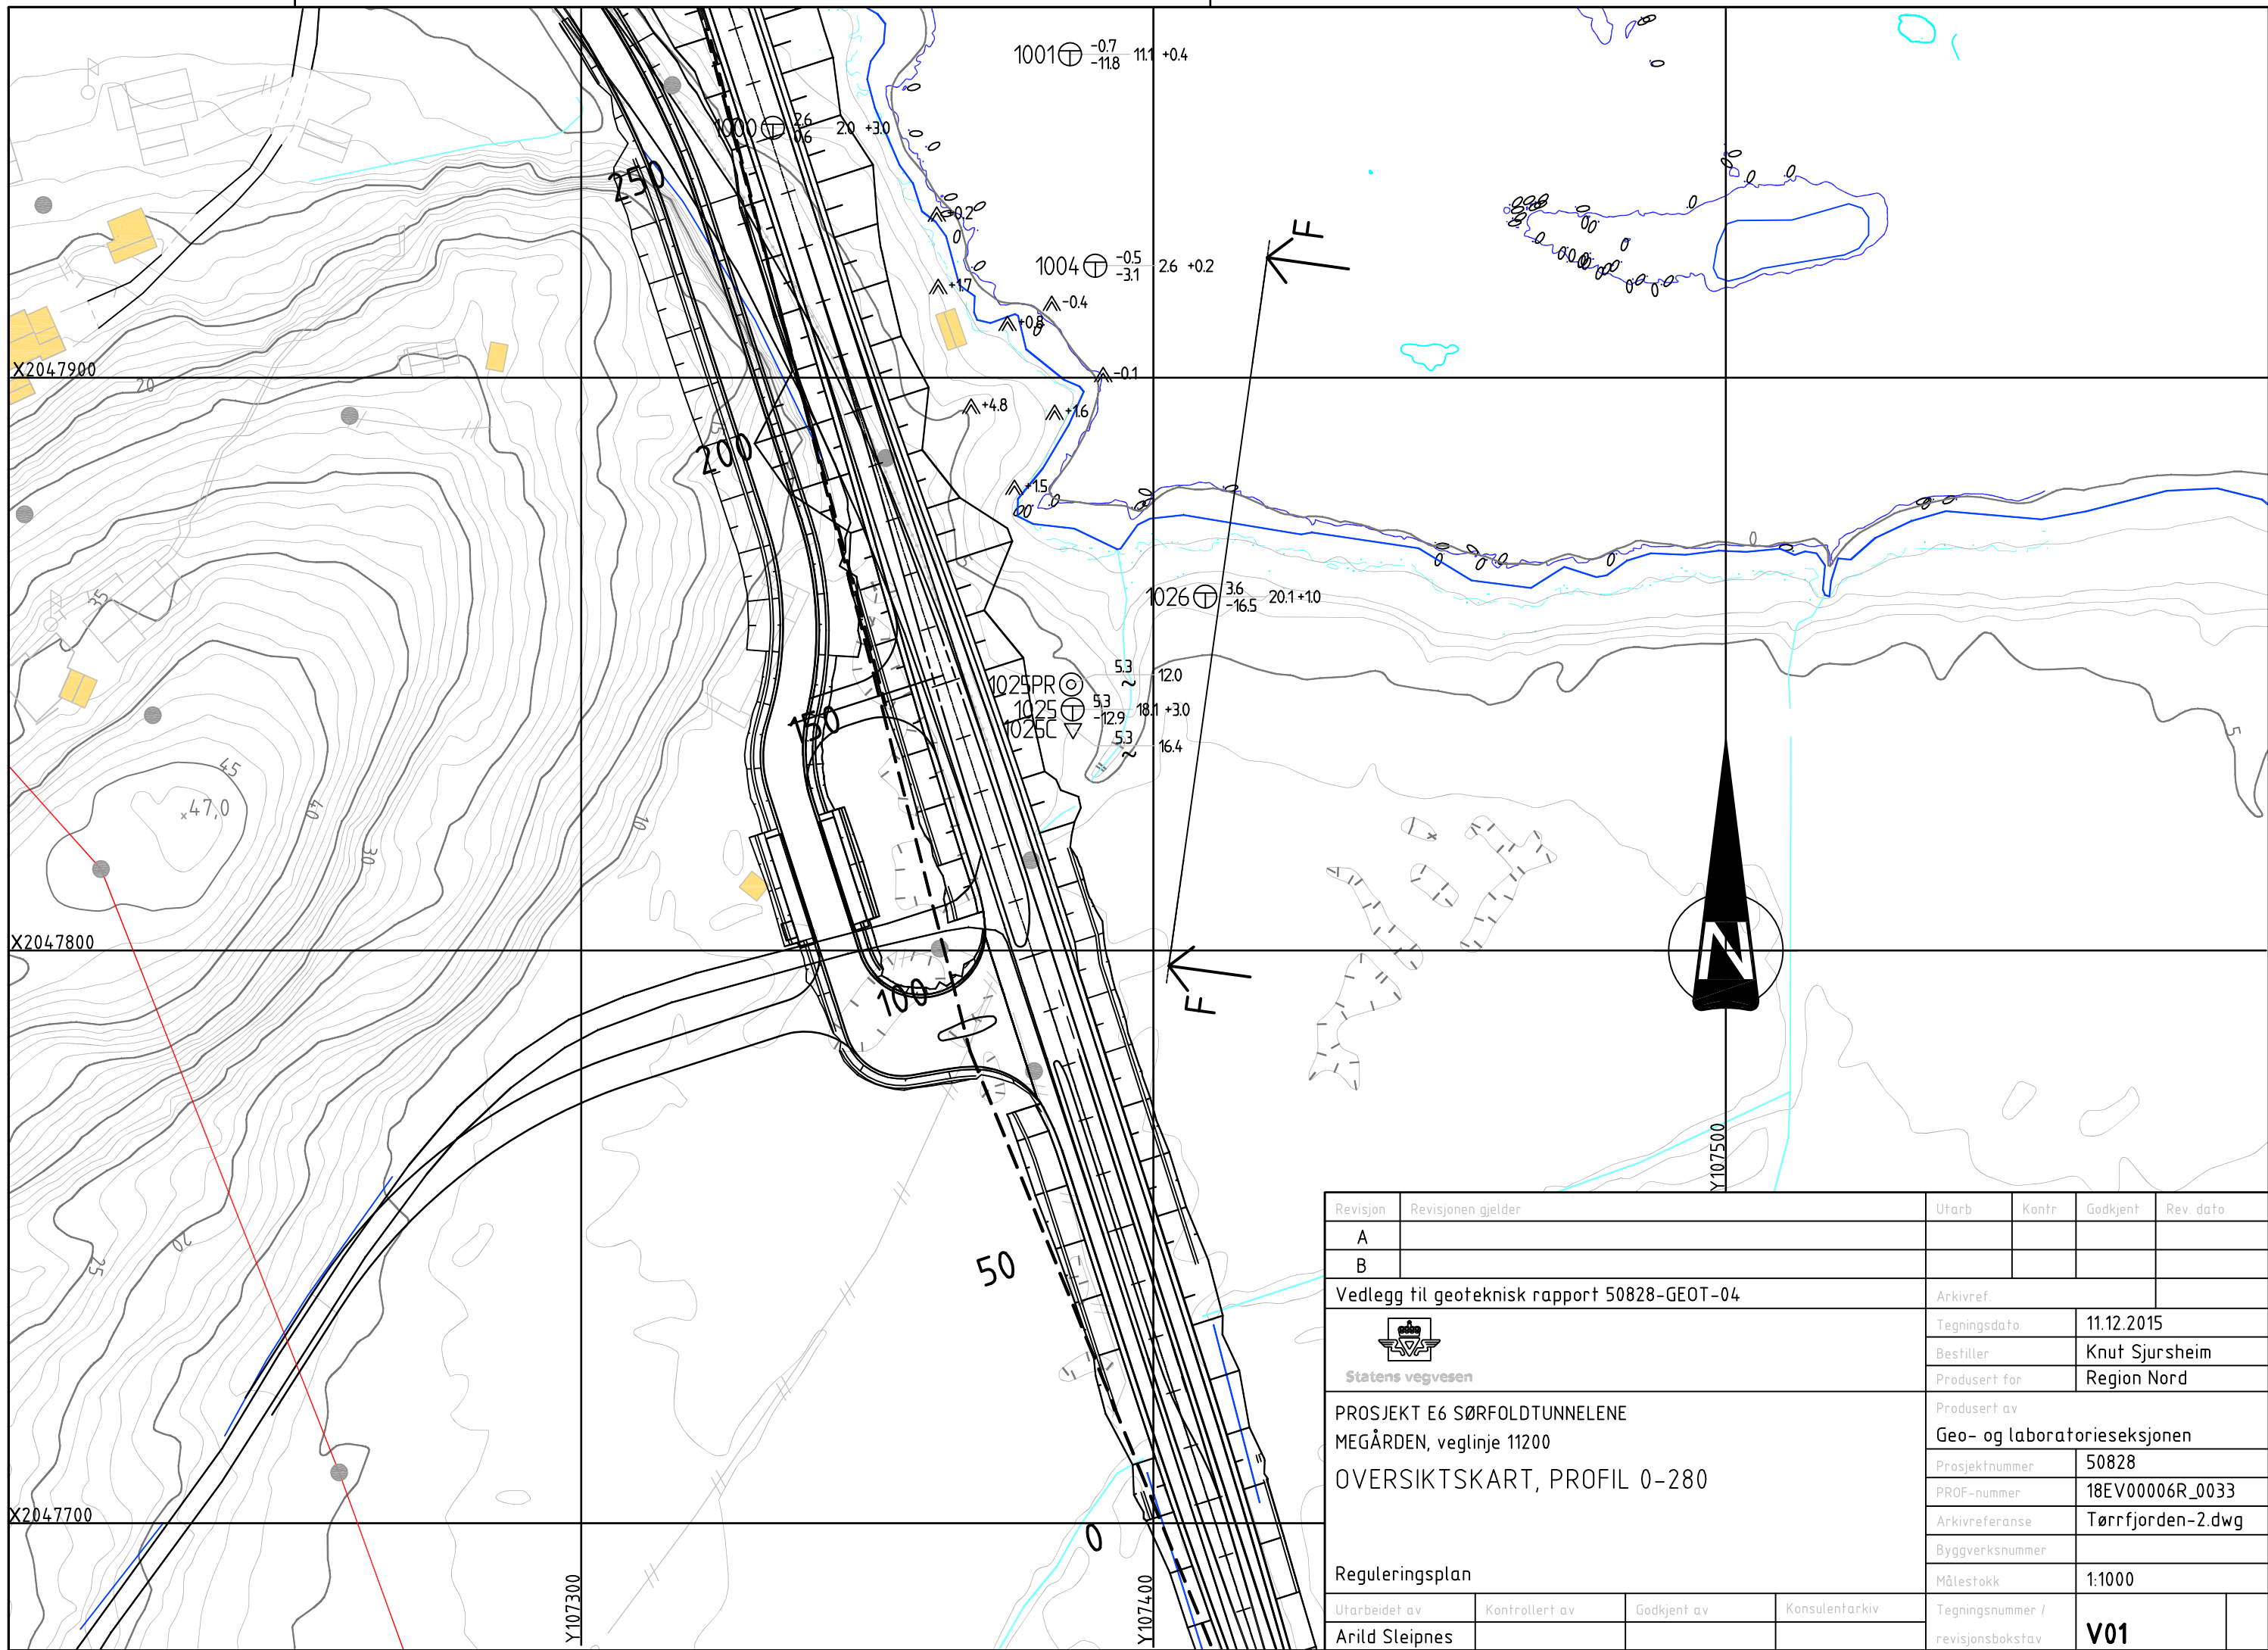 1001 -0.7 11.1 +0.4
-11.8
1000 2.6 2.0 +3.0
0.6
250
+0.2
1004 -0.5 2.6 +0.2
-3.1
+1.7
-0.4
+0.8
F
X2047900
20
-0.1
+4.8
+1.6
15
200
+1.5
5
0
35
1026 3.6 20.1 +1.0
-16.5
5.3
1025PR 12.0
1025 5.3 18.1 +3.0
-12.9
1025C
5.3 16.4
150
5
45
47,0
40
10
30
X2047800
N
100
F
Y107500
50
25
20
X2047700
0
Y107300
Y107400
Revisjon Revisjonen gjelder Utarb Kontr Godkjent Rev. dato
A
B
Vedlegg til geoteknisk rapport 50828-GEOT-04
Arkivref.
Statens vegvesen
Tegningsdato 11.12.2015
Bestiller Knut Sjursheim
Produsert for Region Nord
PROSJEKT E6 SØRFOLDTUNNELENE
MEGÅRDEN, veglinje 11200
OVERSIKTSKART, PROFIL 0-280
Reguleringsplan
Produsert av
Geo- og laboratorieseksjonen
Prosjektnummer 50828
PROF-nummer 18EV00006R_0033
Arkivreferanse Tørrfjorden-2.dwg
Byggverksnummer
Målestokk 1:1000
Utarbeidet av Kontrollert av Godkjent av Konsulentarkiv
Arild Sleipnes
Tegningsnummer /
revisjonsbokstav V01